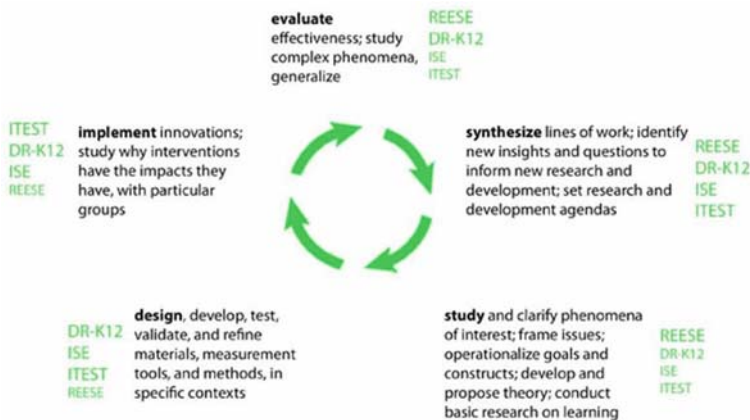 evaluate
effectiveness; study
complex phenomena,
generalize
REESE
DR-K12
ISE
ITEST
synthesize lines of work; identify
new insights and questions to
inform new research and
development; set research and
development agendas
REESE
DR-K12
ISE
ITEST
study and clarify phenomena
of interest; frame issues;
operationalize goals and
constructs; develop and
propose theory; conduct
basic research on learning
REESE
DR-K12
ISE
ITEST
DR-K12
ISE
ITEST
REESE
design, develop, test,
validate, and refine
materials, measurement
tools, and methods, in
specific contexts
ITEST
DR-K12
ISE
REESE
implement innovations;
study why interventions
have the impacts they
have, with particular
groups